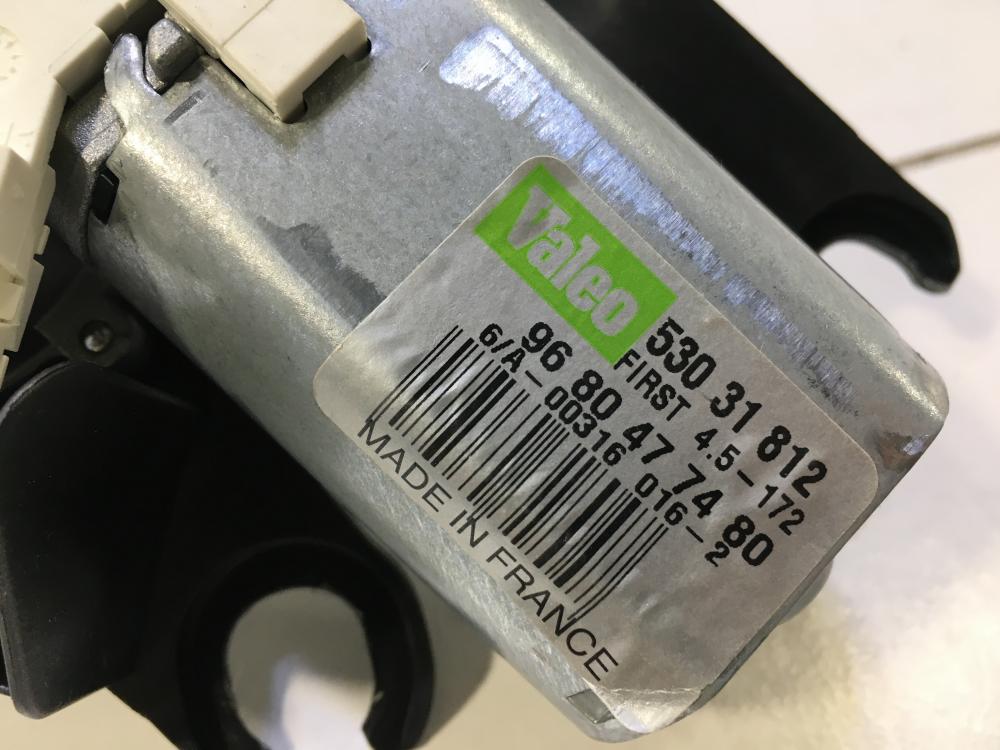 Valeo
530 31 812
FIRST 4.5-172
96 80 47 74 80
6/A-00316 016-2
MADE IN FRANCE